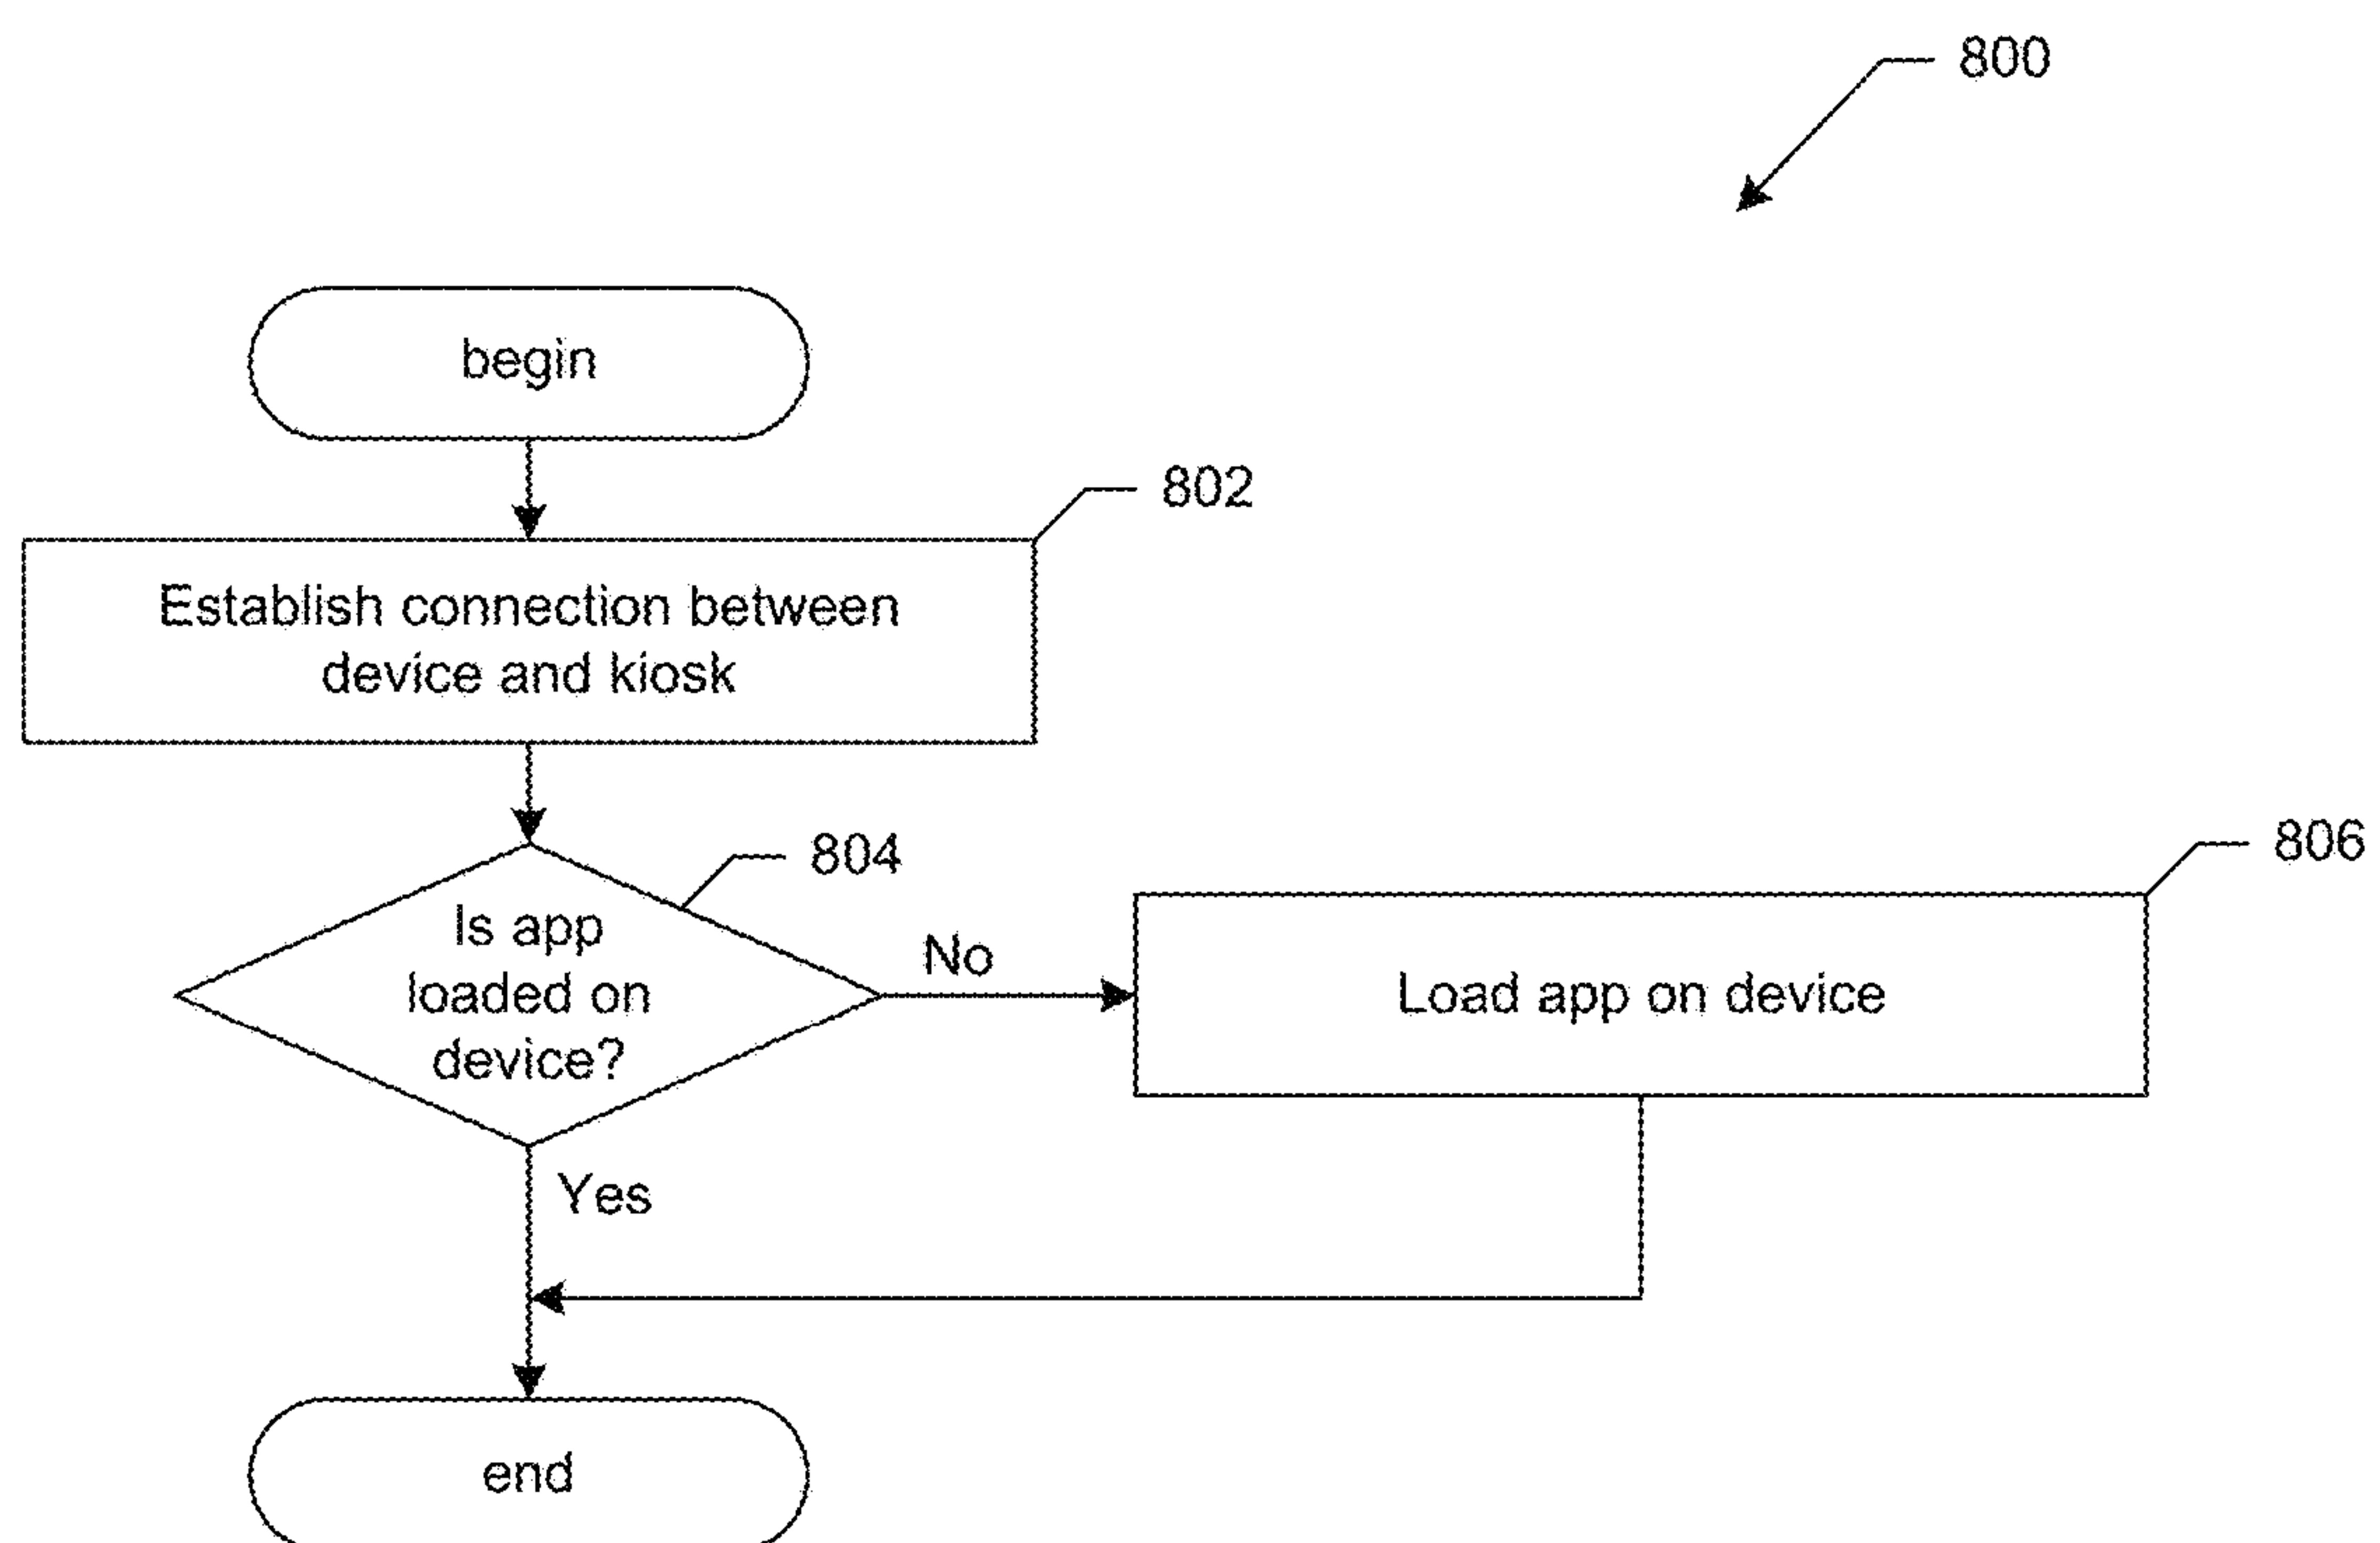 800
begin
802
Establish connection between
device and kiosk
804
806
Is app
loaded on
device?
No
Load app on device
Yes
end